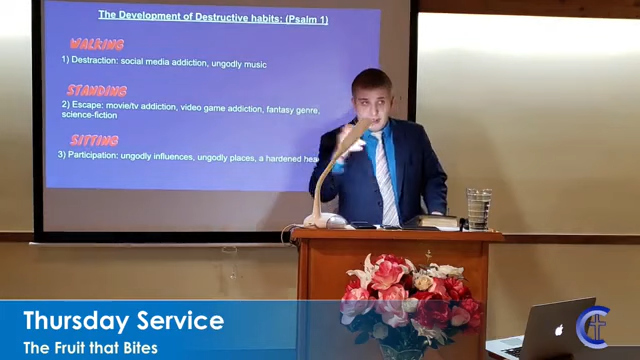 The Development of Destructive habits: (Psalm 1)
WALKING
1) Destraction: social media addiction, ungodly music
STANDING
2) Escape: movie/tv addiction, video game addiction, fantasy genre,
science-fiction
SITTING
3) Participation: ungodly influences, ungodly places, a hardened
Thursday Service
The Fruit that Bites